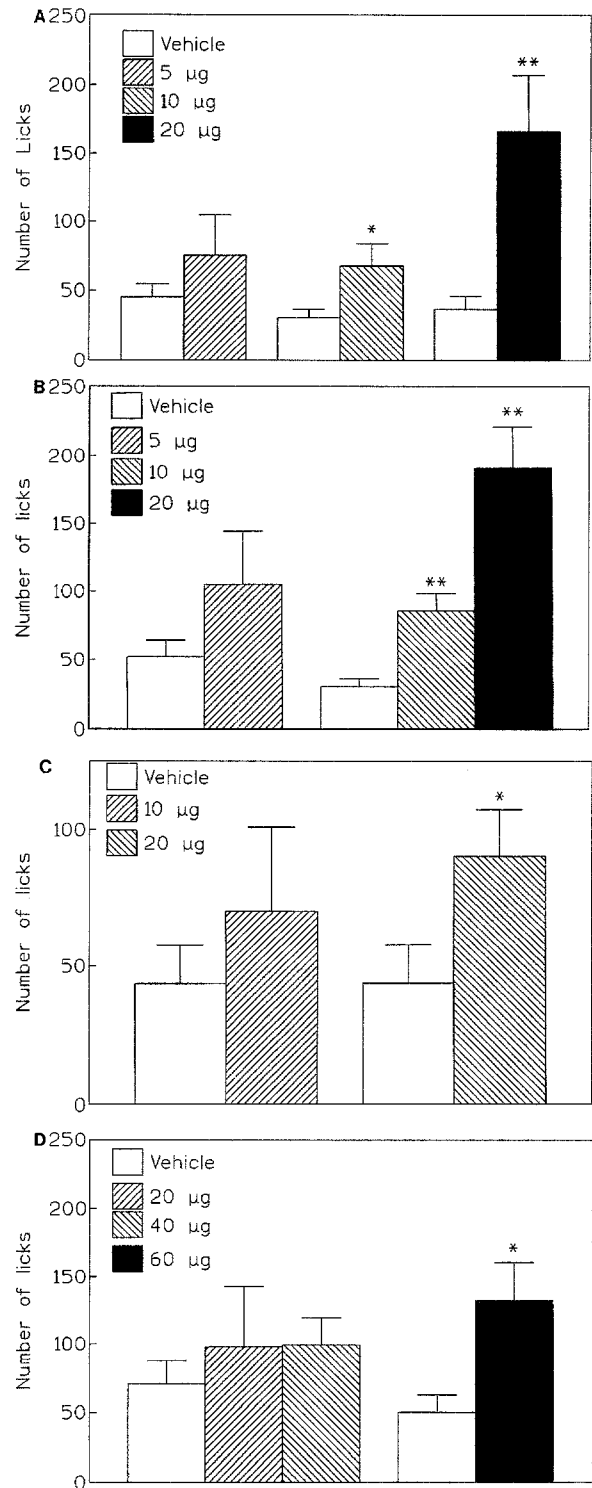 A
Number of Licks
250
200
150
100
50
0
Vehicle
5 µg
10 µg
20 µg
*
**
B
Number of licks
250
200
150
100
50
0
Vehicle
5 µg
10 µg
20 µg
**
**
C
Number of licks
100
50
0
Vehicle
10 µg
20 µg
*
D
Number of licks
250
200
150
100
50
0
Vehicle
20 µg
40 µg
60 µg
*